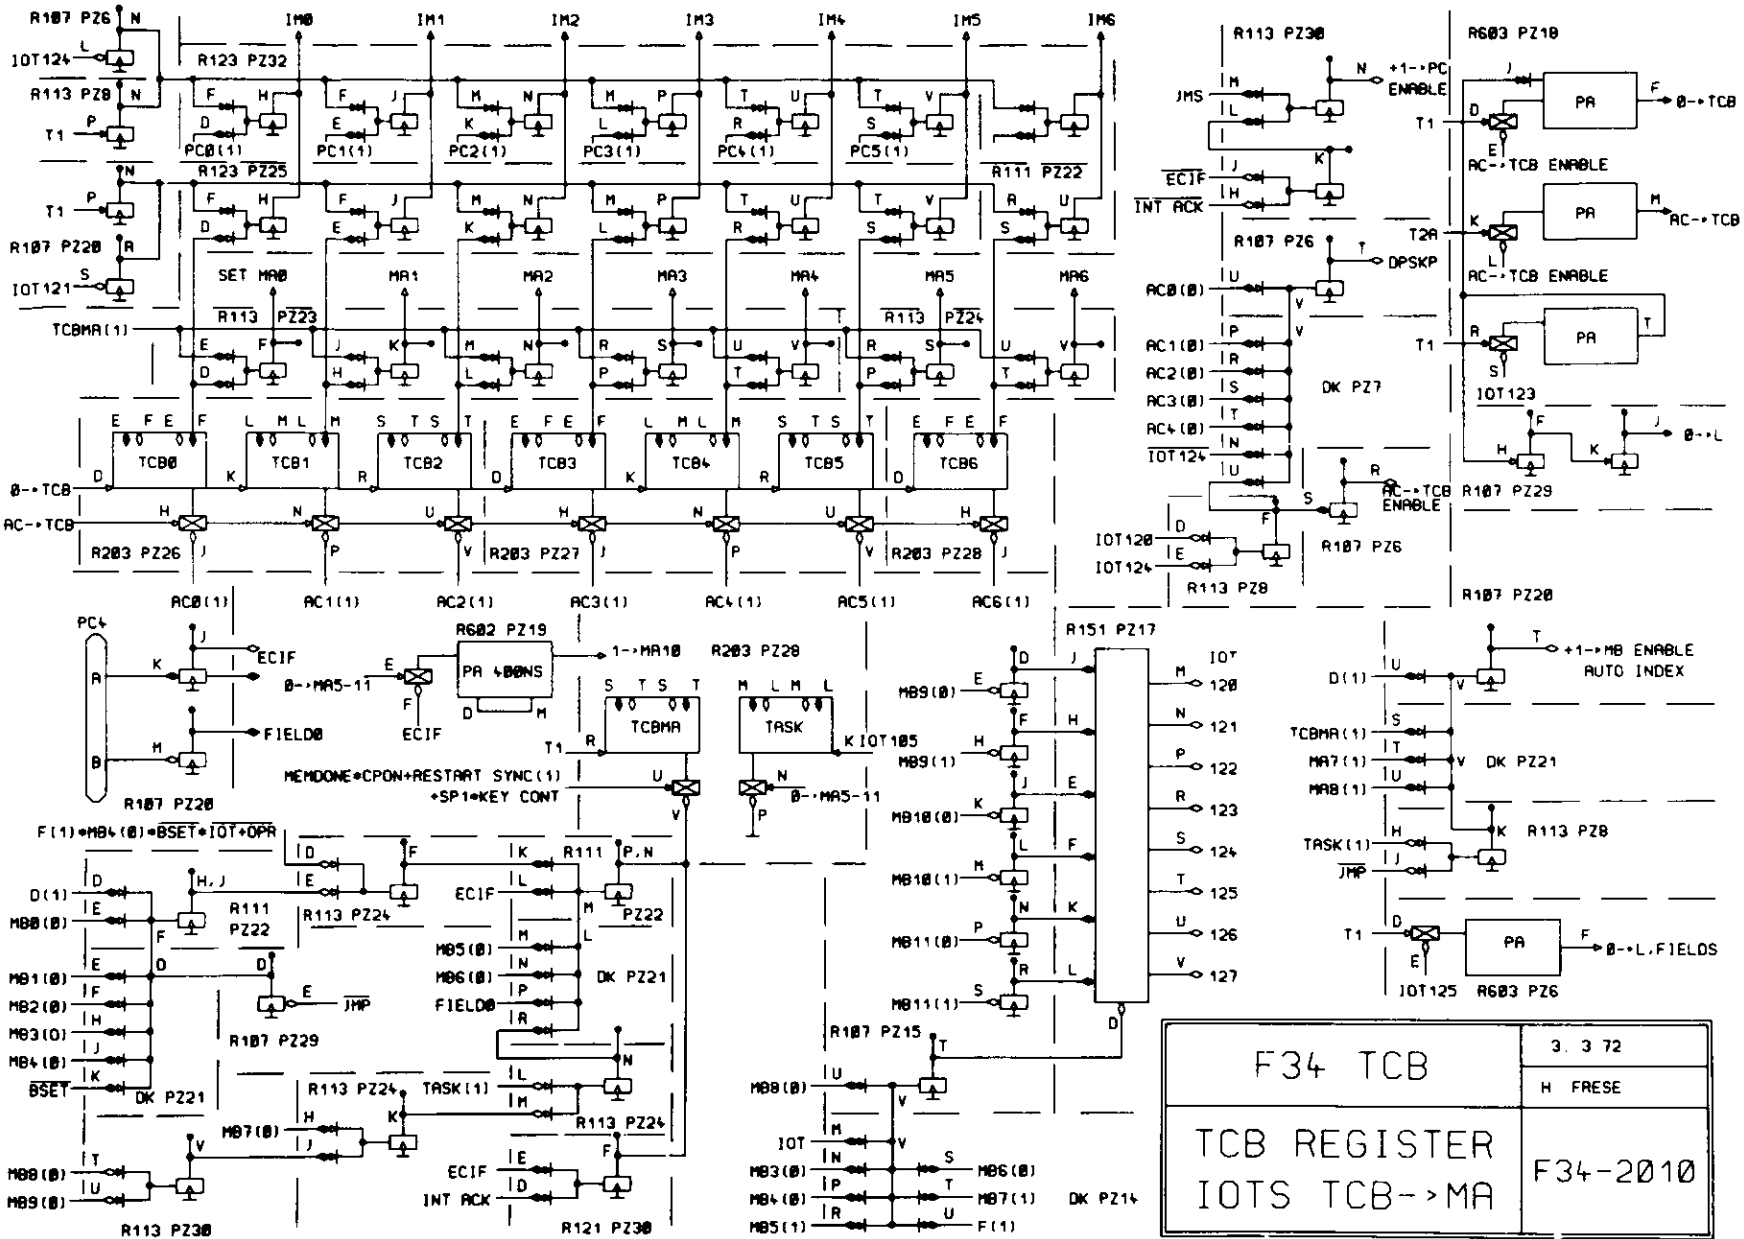 R107 PZ6 N IM0 IM1 IM2 IM3 IM4 IM5 IM6 R113 PZ30 R603 PZ18
IOT124 L R123 PZ32 N +1→PC ENABLE J
R113 PZ8 N F H F J M N M P T U T V M JMS L PA F 0→TCB
T1 P D E K L R S T1 D E
PC0(1) PC1(1) PC2(1) PC3(1) PC4(1) PC5(1) R111 PZ22 K AC→TCB ENABLE
N R123 PZ25 J ECIF
T1 P F H F J M N M P T U T V R U H INT ACK PA M AC→TCB
D E K L R S S T2A K L
R107 PZ20 R R107 PZ6 T DPSKP AC→TCB ENABLE
IOT121 S SET MA0 MA1 MA2 MA3 MA4 MA5 MA6 AC0(0) U V
TCBMA(1) R113 PZ23 R113 PZ24 P V T1 R PA T
E F J K M N R S U V R S U V AC1(0) R
D H L P T P T AC2(0) S DK PZ7 S IOT123
AC3(0) T
E F E F L M L M S T S T E F E F L M L M S T S T E F E F AC4(0) N F J 0→L
TCB0 TCB1 TCB2 TCB3 TCB4 TCB5 TCB6 IOT124 U H K
0→TCB D K R D K R D R AC→TCB ENABLE R107 PZ29
AC→TCB H N U H N U H F S
R203 PZ26 J P V R203 PZ27 J P V R203 PZ28 J IOT120 D R107 PZ6
IOT124 E
R113 PZ8
AC0(1) AC1(1) AC2(1) AC3(1) AC4(1) AC5(1) AC6(1) R107 PZ20
PC4 J ECIF R602 PZ19 R151 PZ17 T +1→MB ENABLE
A K E PA 400NS 1→MA10 R203 PZ28 D J IOT AUTO INDEX
0→MA5-11 F D M S T S T M L M L MB9(0) E M 120 D(1) U V
ECIF TCBMA TASK F H N 121 TCBMA(1) S
B M FIELD0 T1 R K IOT105 MB9(1) H P 122 MA7(1) T V DK PZ21
MEMDONE*CPON+RESTART SYNC(1) U N J E MA8(1) U
+SP1*KEY CONT V P 0→MA5-11 MB10(0) K R 123
R107 PZ20 R113 PZ8
F(1)*MB4(0)*BSET*IOT+OPR L F S 124 TASK(1) H K
D F K R111 P,N MB10(1) M JMP J
D(1) D H,J E ECIF L N K T 125
MB0(0) E R111 PZ22 R113 PZ24 M PZ22 MB11(0) P U 126 T1 D PA F 0→L,FIELDS
F MB5(0) M L R L E
MB1(0) E D D MB6(0) N DK PZ21 MB11(1) S V 127 IOT125 R603 PZ6
MB2(0) F E JMP FIELD0 P D
MB3(0) H R107 PZ29 R R107 PZ15
MB4(0) J R113 PZ24 TASK(1) L N T
BSET K DK PZ21 H K M MB8(0) U V
MB7(0) J R113 PZ24 IOT M V
V ECIF E F MB3(0) N S MB6(0)
MB8(0) T INT ACK D MB4(0) P T MB7(1) DK PZ14
MB9(0) U R121 PZ30 MB5(1) R U F(1)
R113 PZ30
F34 TCB
3. 3 72
H FRESE
TCB REGISTER
IOTS TCB->MA
F34-2010